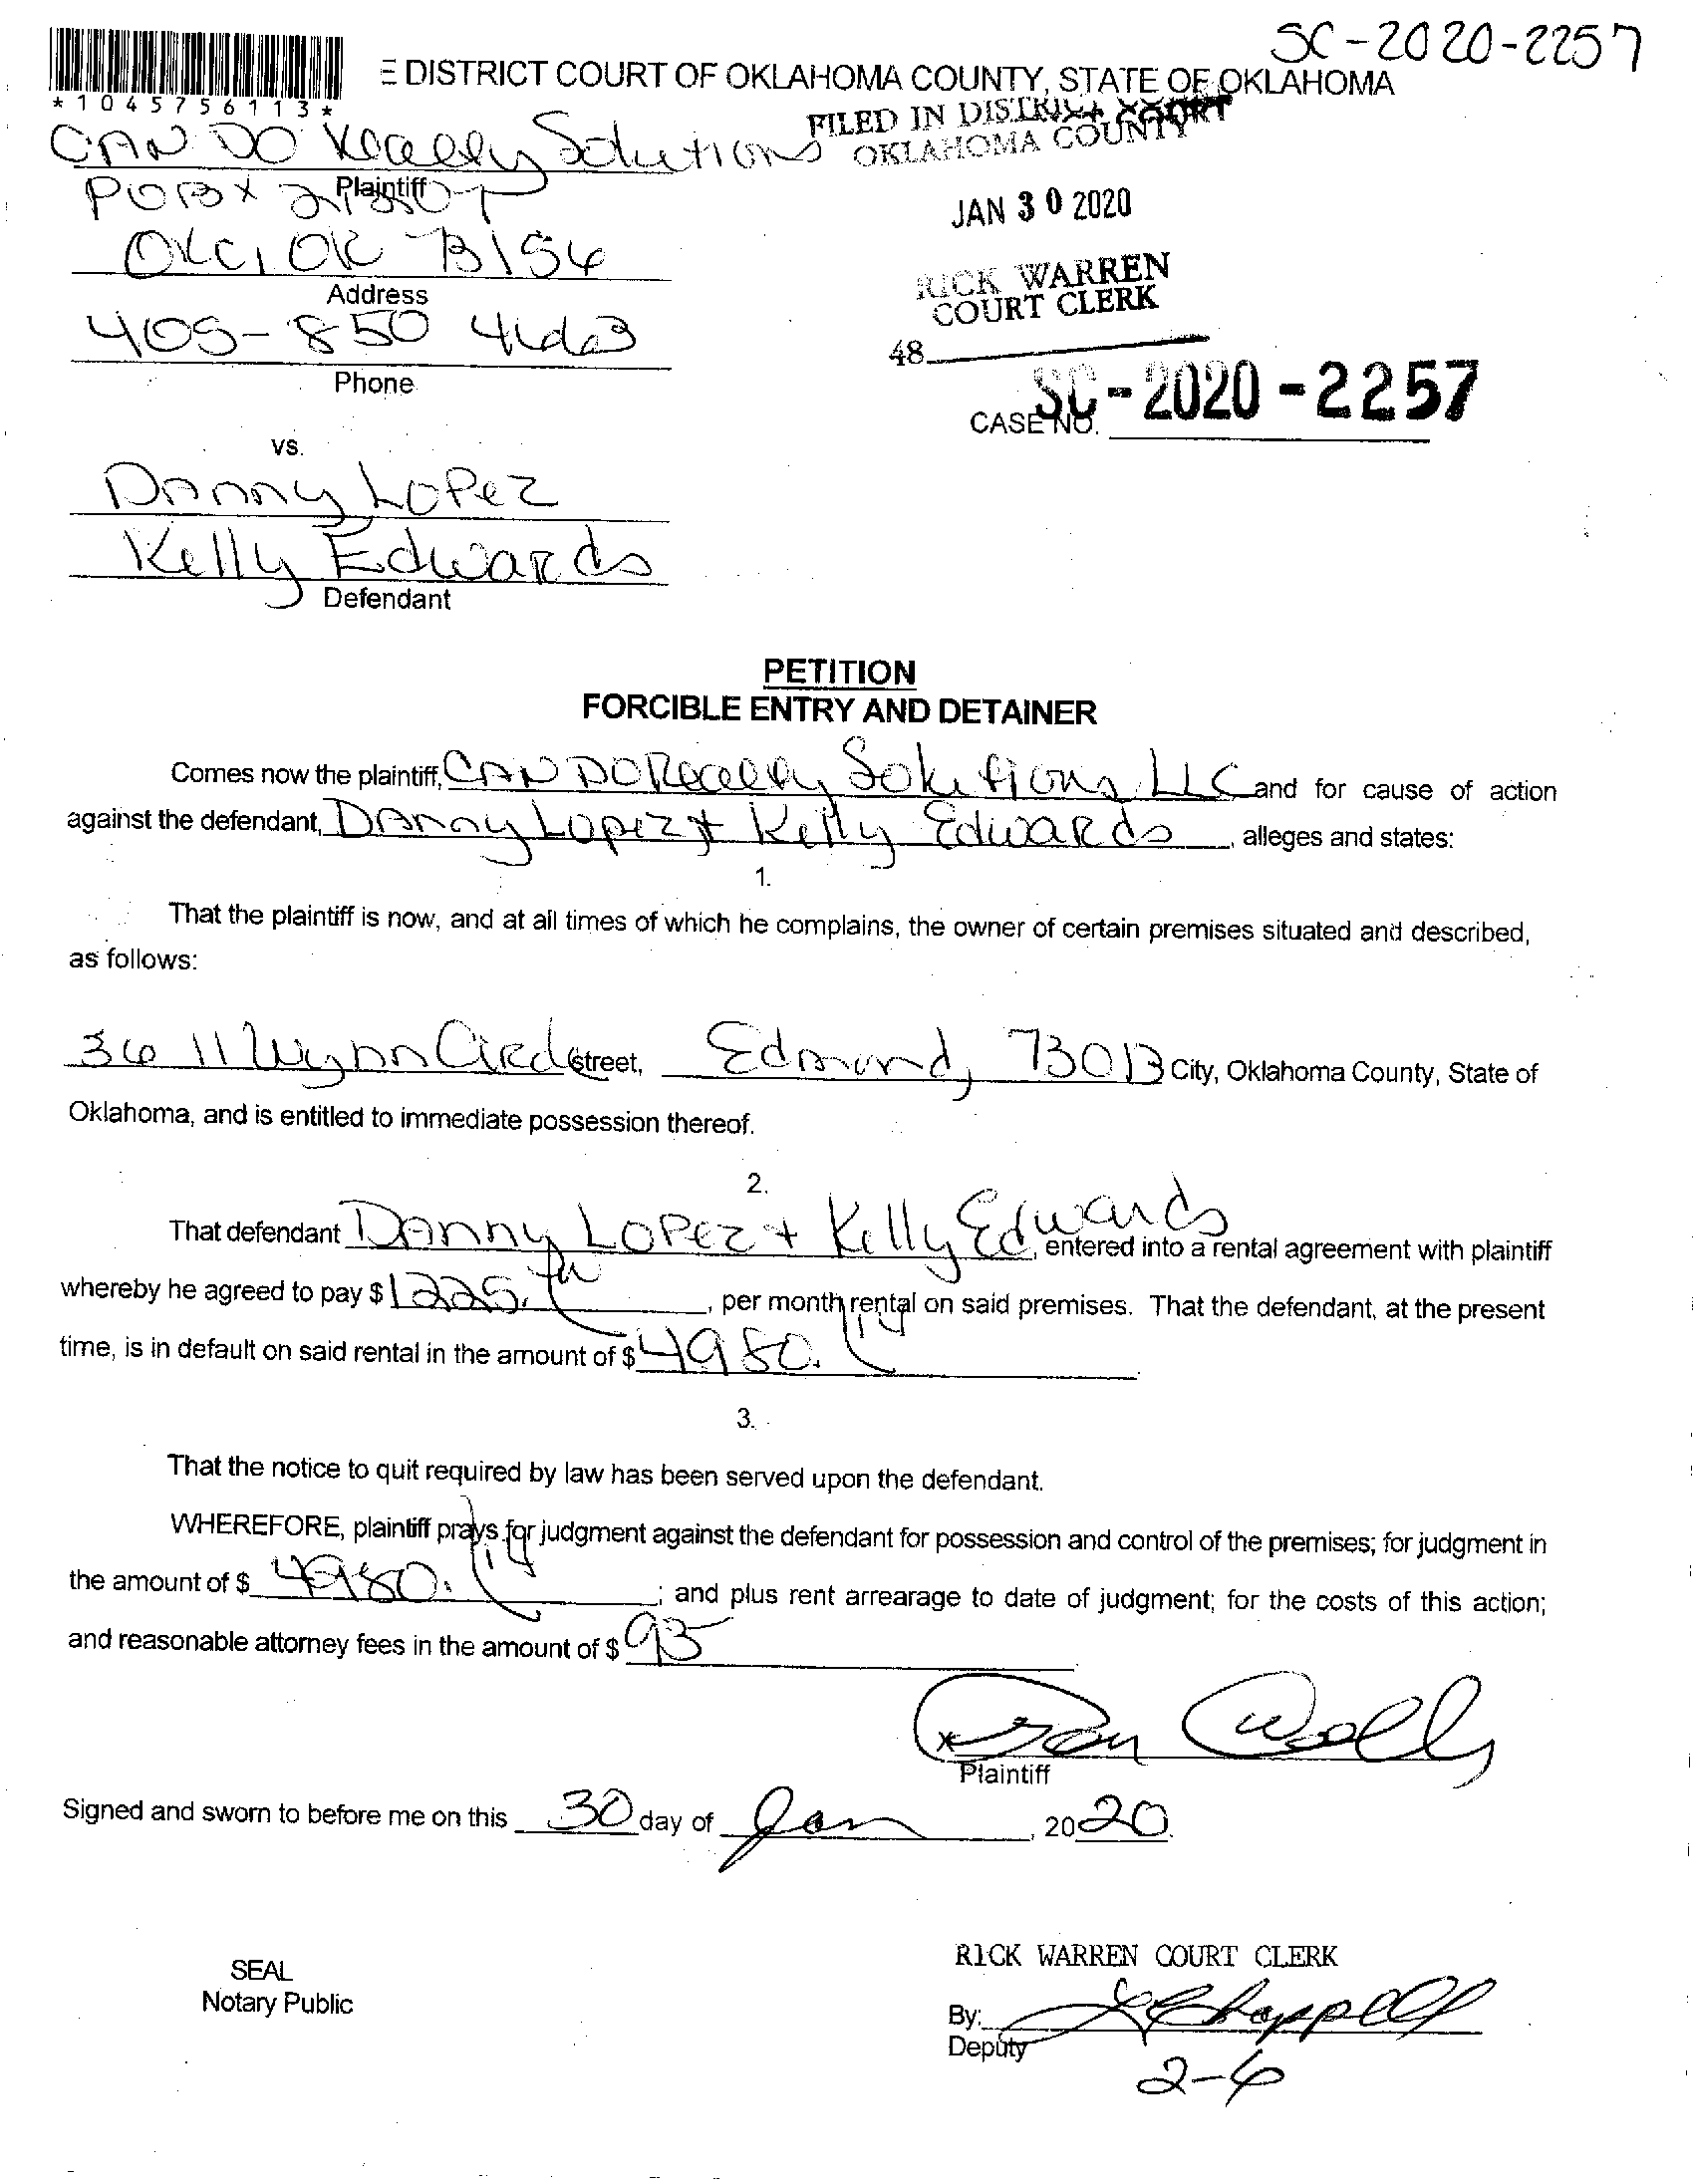 SC-2020-2257
*1045756113*
E DISTRICT COURT OF OKLAHOMA COUNTY, STATE OF OKLAHOMA
FILED IN DISTRICT COURT
OKLAHOMA COUNTY
CAN DO Realty Solutions
Plaintiff
PO BX
JAN 30 2020
OKC, OK 73156
Address
RICK WARREN
COURT CLERK
405-850
Phone
48
CASE NO. SC-2020-2257
vs.
Danny Lopez
Kelly Edwards
Defendant
PETITION
FORCIBLE ENTRY AND DETAINER
Comes now the plaintiff, CAN DO Realty Solutions LLC and for cause of action
against the defendant, Danny Lopez + Kelly Edwards, alleges and states:
1.
That the plaintiff is now, and at all times of which he complains, the owner of certain premises situated and described,
as follows:
3611 Wynn Circle street, Edmond, 73013 City, Oklahoma County, State of
Oklahoma, and is entitled to immediate possession thereof.
2.
That defendant Danny Lopez + Kelly Edwards, entered into a rental agreement with plaintiff
whereby he agreed to pay $1225., per month rental on said premises. That the defendant, at the present
time, is in default on said rental in the amount of $4980.14
3.
That the notice to quit required by law has been served upon the defendant.
WHEREFORE, plaintiff prays for judgment against the defendant for possession and control of the premises; for judgment in
the amount of $4980.14; and plus rent arrearage to date of judgment; for the costs of this action;
and reasonable attorney fees in the amount of $93
x
Plaintiff
Signed and sworn to before me on this 30 day of Jan, 2020.
SEAL
Notary Public
RICK WARREN COURT CLERK
By: Chappell
Deputy
2-6